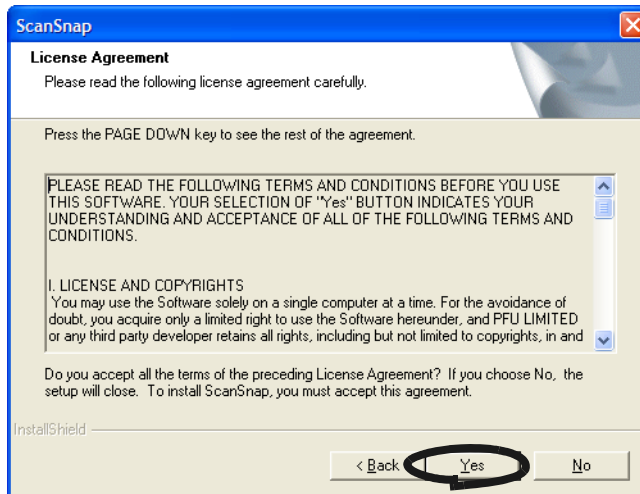 ScanSnap
License Agreement
Please read the following license agreement carefully.
Press the PAGE DOWN key to see the rest of the agreement.
PLEASE READ THE FOLLOWING TERMS AND CONDITIONS BEFORE YOU USE
THIS SOFTWARE. YOUR SELECTION OF "Yes" BUTTON INDICATES YOUR
UNDERSTANDING AND ACCEPTANCE OF ALL OF THE FOLLOWING TERMS AND
CONDITIONS.
I. LICENSE AND COPYRIGHTS
You may use the Software solely on a single computer at a time. For the avoidance of
doubt, you acquire only a limited right to use the Software hereunder, and PFU LIMITED
or any third party developer retains all rights, including but not limited to copyrights, in and
Do you accept all the terms of the preceding License Agreement? If you choose No, the
setup will close. To install ScanSnap, you must accept this agreement.
InstallShield
< Back Yes No